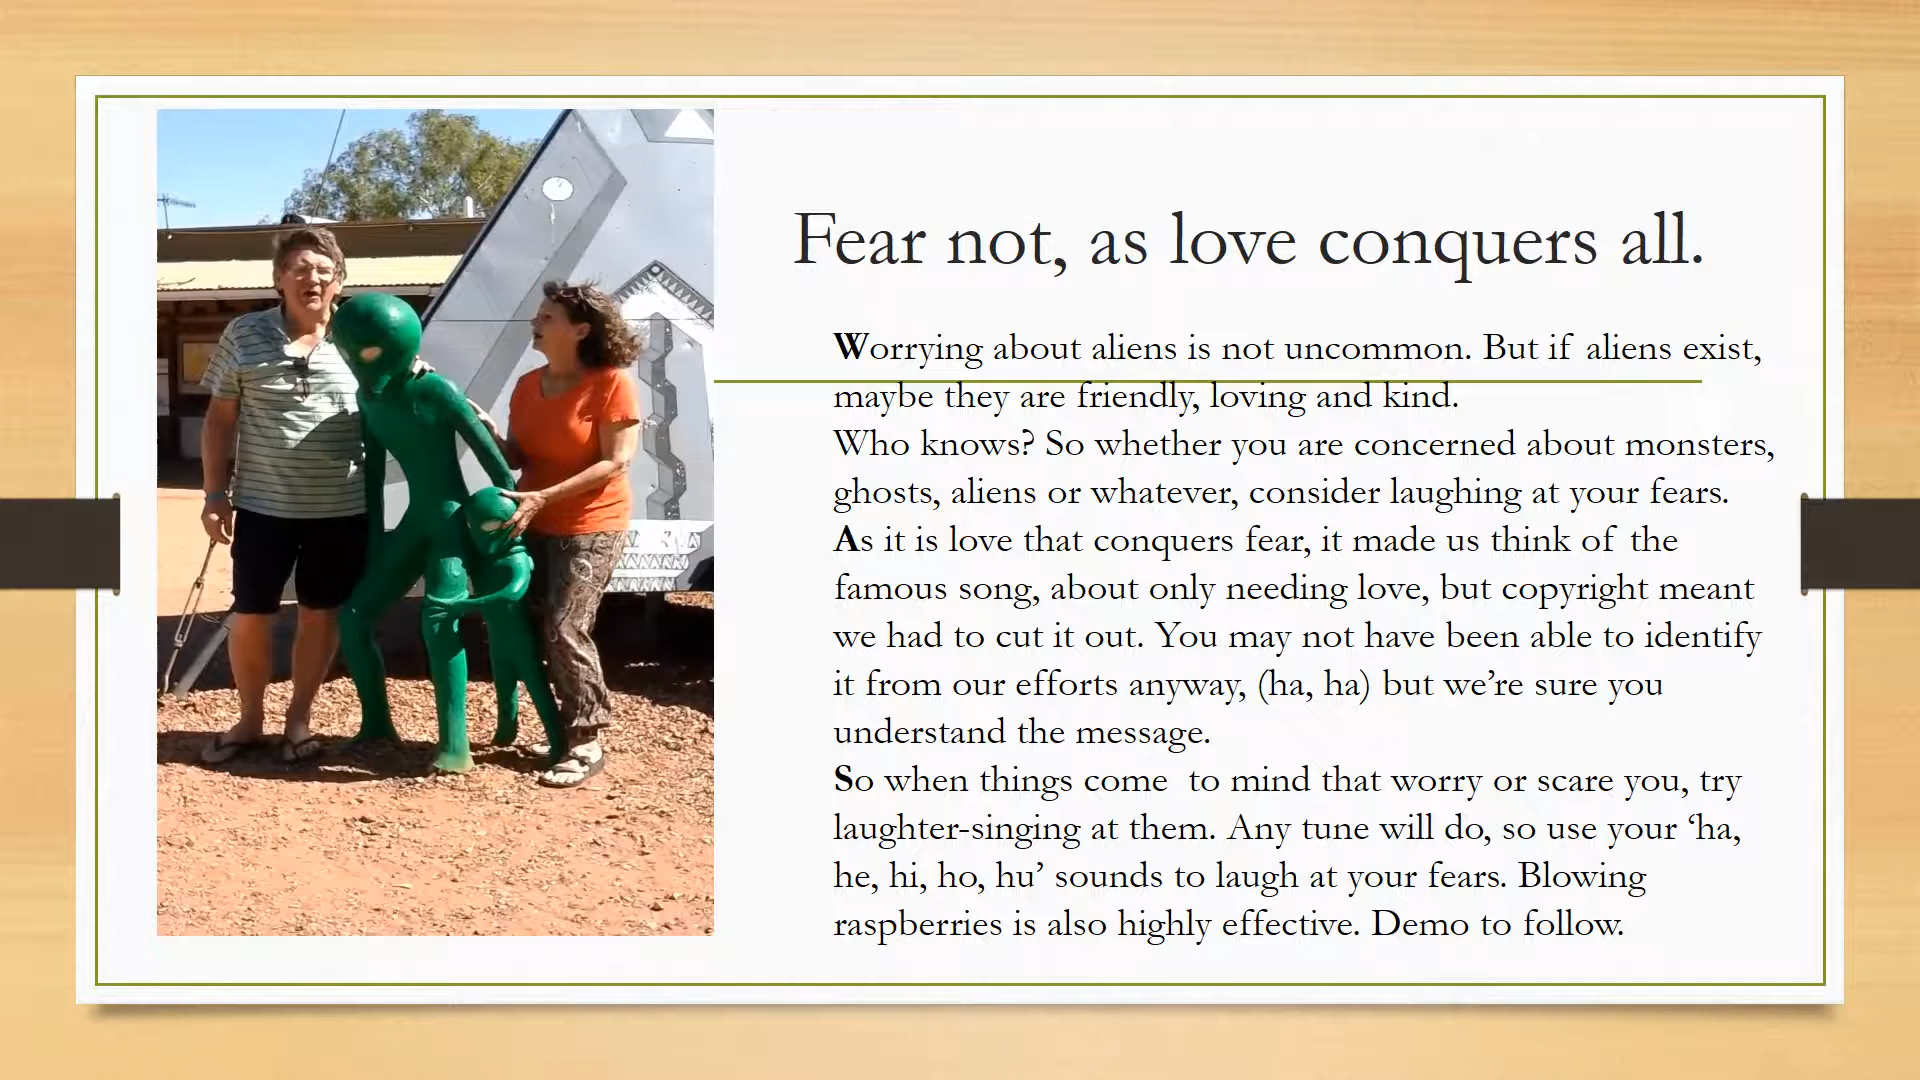 Fear not, as love conquers all.
Worrying about aliens is not uncommon. But if aliens exist,
maybe they are friendly, loving and kind.
Who knows? So whether you are concerned about monsters,
ghosts, aliens or whatever, consider laughing at your fears.
As it is love that conquers fear, it made us think of the
famous song, about only needing love, but copyright meant
we had to cut it out. You may not have been able to identify
it from our efforts anyway, (ha, ha) but we’re sure you
understand the message.
So when things come  to mind that worry or scare you, try
laughter-singing at them. Any tune will do, so use your ‘ha,
he, hi, ho, hu’ sounds to laugh at your fears. Blowing
raspberries is also highly effective. Demo to follow.